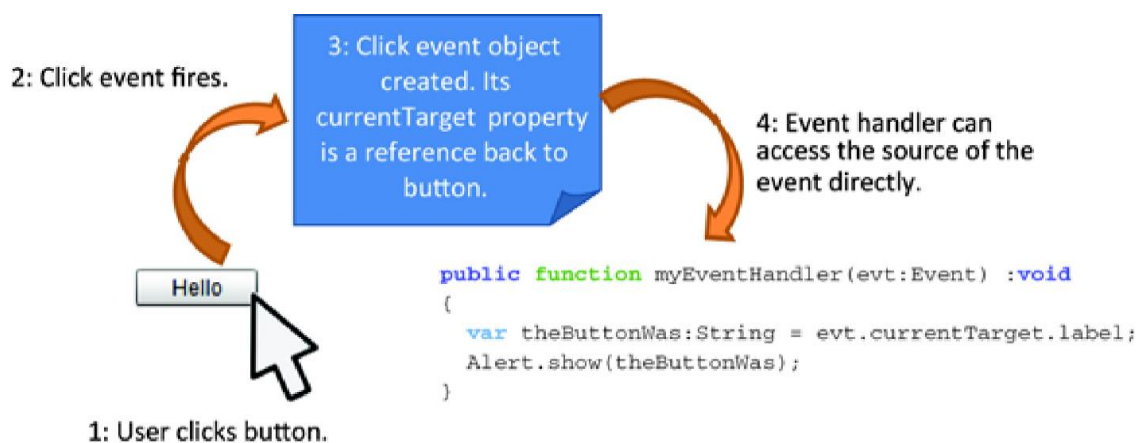 2: Click event fires.
3: Click event object
created. Its
currentTarget property
is a reference back to
button.
4: Event handler can
access the source of the
event directly.
Hello
public function myEventHandler(evt:Event) :void
{
var theButtonWas:String = evt.currentTarget.label;
Alert.show(theButtonWas);
}
1: User clicks button.